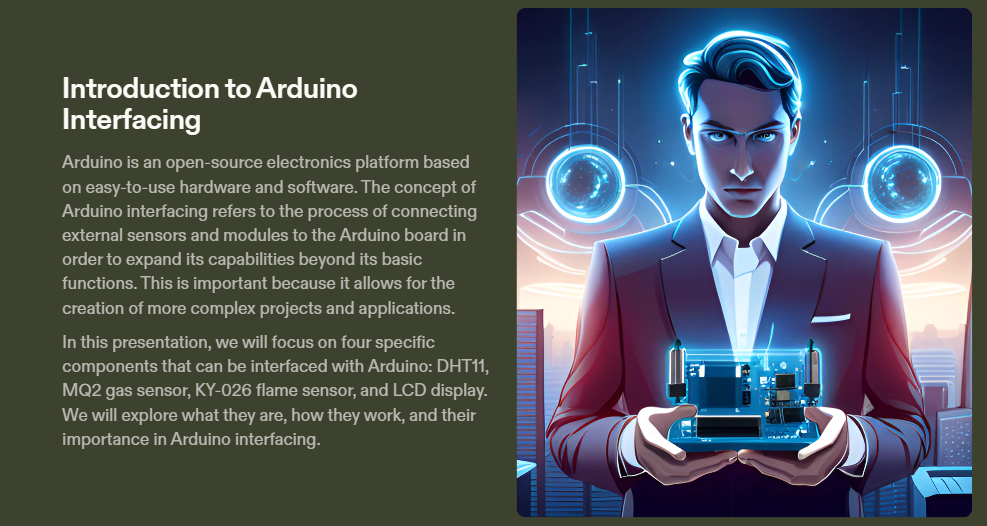 Introduction to Arduino
Interfacing
Arduino is an open-source electronics platform based
on easy-to-use hardware and software. The concept of
Arduino interfacing refers to the process of connecting
external sensors and modules to the Arduino board in
order to expand its capabilities beyond its basic
functions. This is important because it allows for the
creation of more complex projects and applications.
In this presentation, we will focus on four specific
components that can be interfaced with Arduino: DHT11,
MQ2 gas sensor, KY-026 flame sensor, and LCD display.
We will explore what they are, how they work, and their
importance in Arduino interfacing.